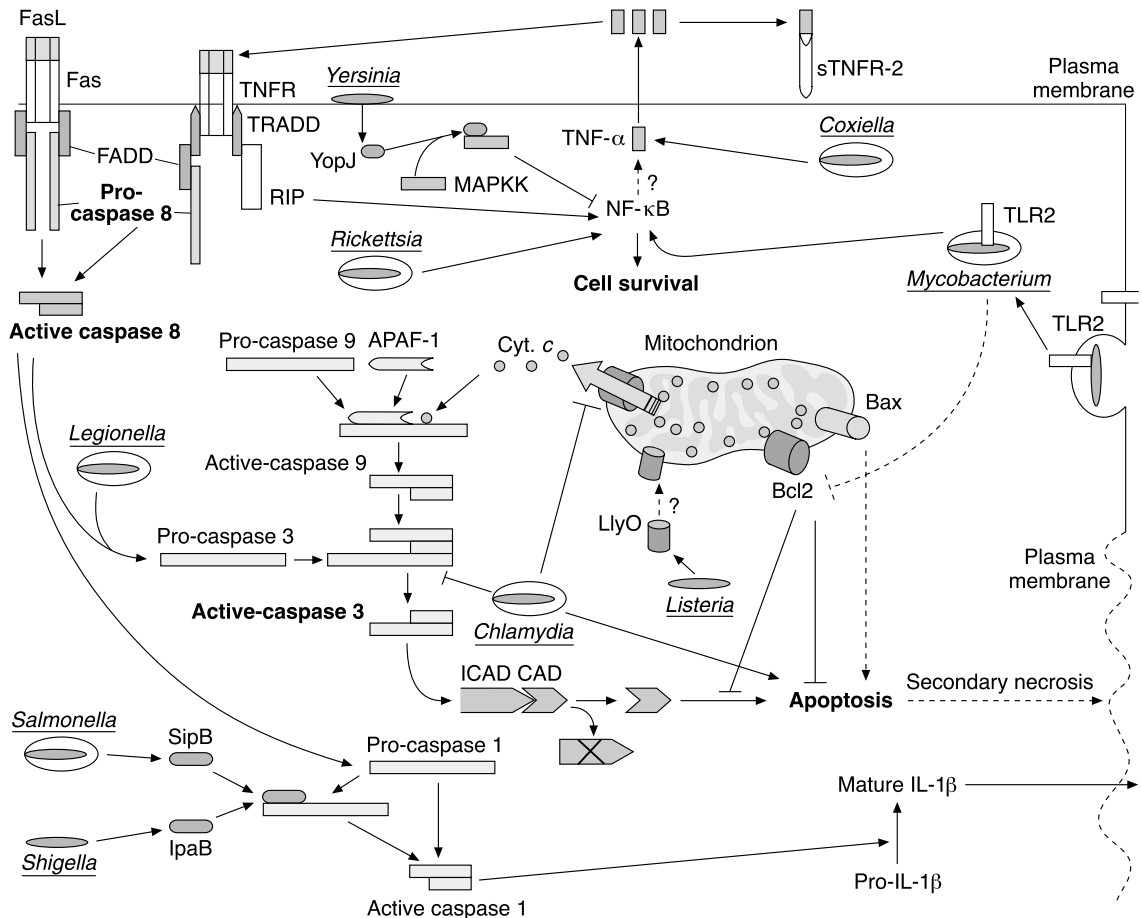 FasL
Fas
TNFR
TRADD
FADD
Pro-
caspase 8
RIP
Yersinia
YopJ
MAPKK
TNF-α
sTNFR-2
Plasma
membrane
Coxiella
?
NF-κB
Cell survival
Rickettsia
TLR2
Mycobacterium
TLR2
Active caspase 8
Pro-caspase 9
APAF-1
Cyt. c
Mitochondrion
Bax
Bcl2
Legionella
Active-caspase 9
LlyO
?
Listeria
Pro-caspase 3
Active-caspase 3
Chlamydia
Plasma
membrane
ICAD CAD
Apoptosis
Secondary necrosis
Salmonella
SipB
Pro-caspase 1
IpaB
Shigella
Active caspase 1
Mature IL-1β
Pro-IL-1β